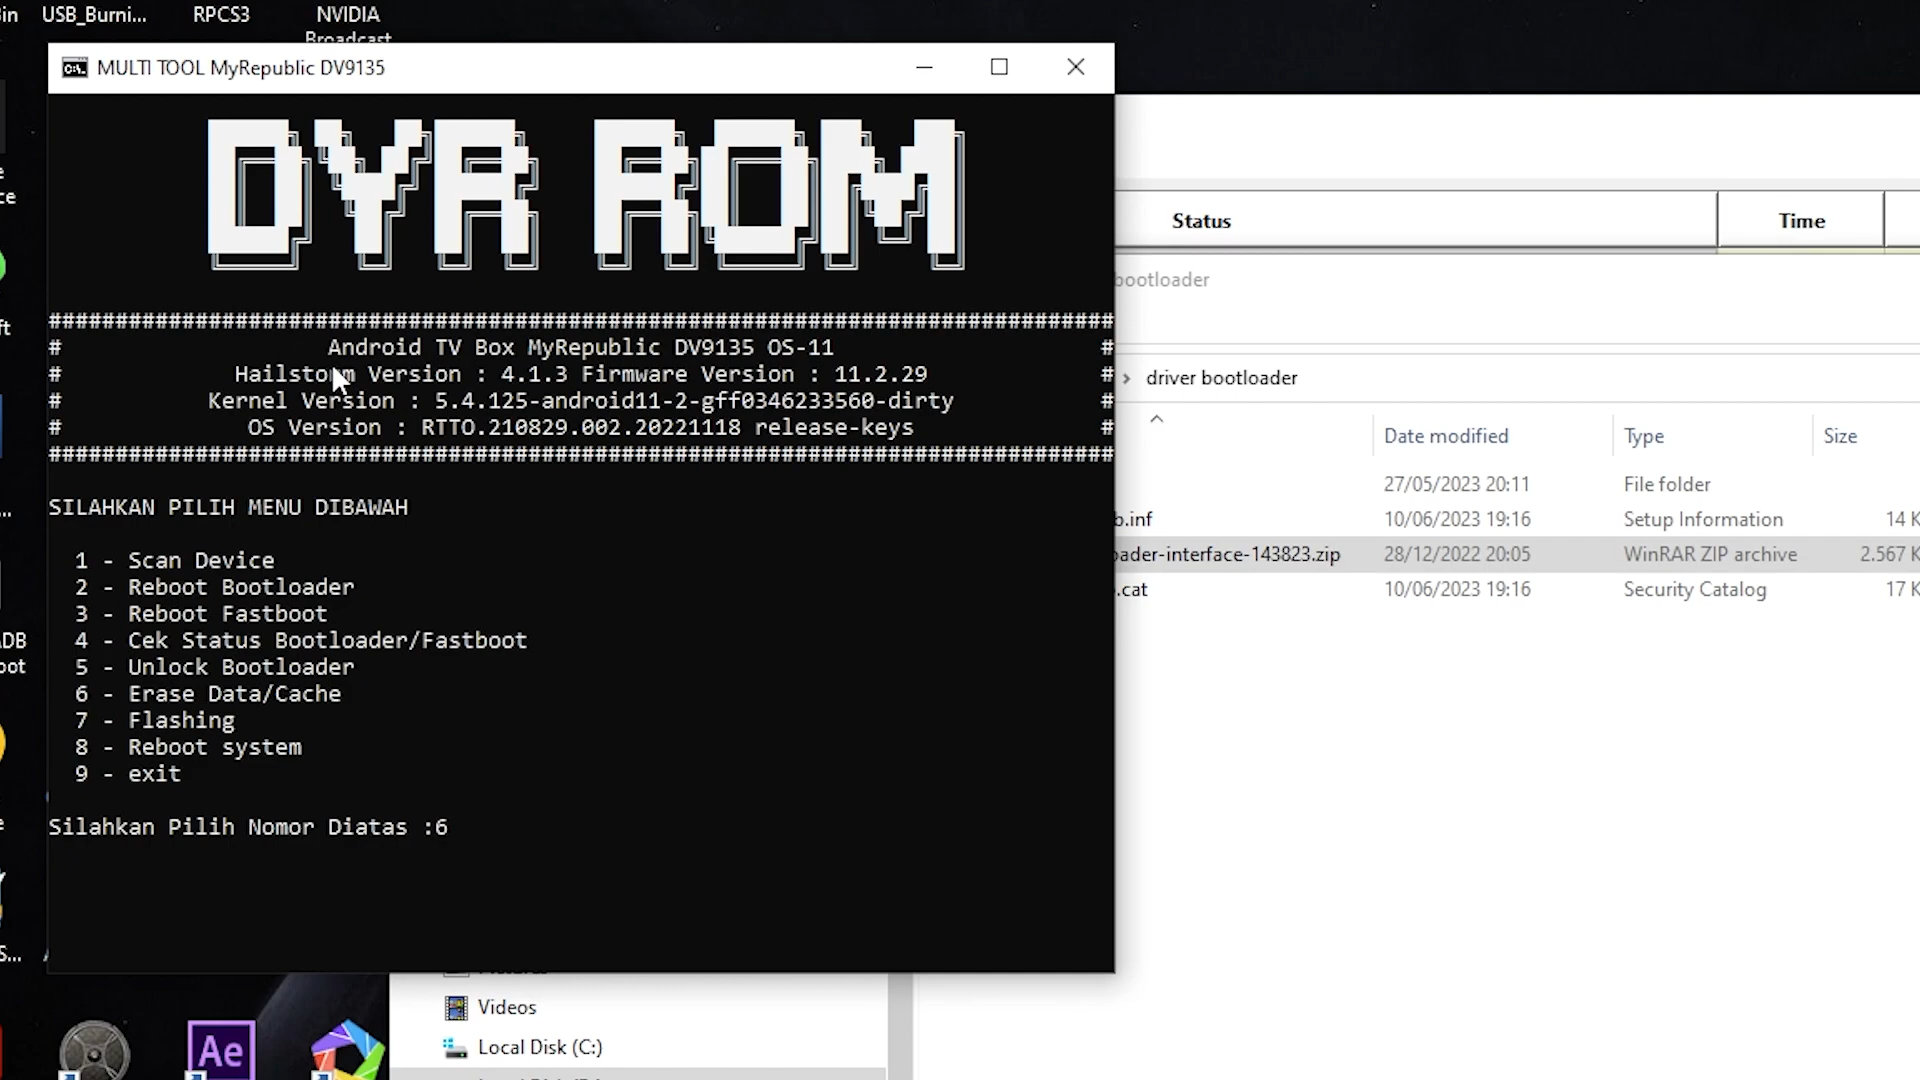 USB_Burni... RPCS3 NVIDIA
Broadcast
MULTI TOOL MyRepublic DV9135
DYR ROM
################################################################################
# Android TV Box MyRepublic DV9135 OS-11 #
# Hailstorm Version : 4.1.3 Firmware Version : 11.2.29 #
# Kernel Version : 5.4.125-android11-2-gff0346233560-dirty #
# OS Version : RTTO.210829.002.20221118 release-keys #
################################################################################
SILAHKAN PILIH MENU DIBAWAH
1 - Scan Device
2 - Reboot Bootloader
3 - Reboot Fastboot
4 - Cek Status Bootloader/Fastboot
5 - Unlock Bootloader
6 - Erase Data/Cache
7 - Flashing
8 - Reboot system
9 - exit
Silahkan Pilih Nomor Diatas :6
Status Time
bootloader
› driver bootloader
Date modified Type Size
27/05/2023 20:11 File folder
b.inf 10/06/2023 19:16 Setup Information 14 K
oader-interface-143823.zip 28/12/2022 20:05 WinRAR ZIP archive 2.567 K
.cat 10/06/2023 19:16 Security Catalog 17 K
Videos
Local Disk (C:)
Ae